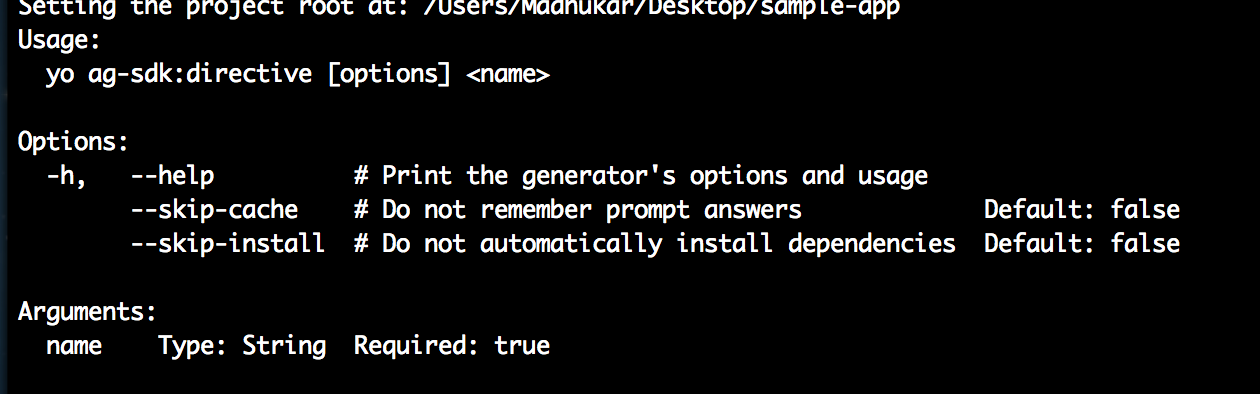 Setting the project root at: /Users/Madhukar/Desktop/sample-app
Usage:
  yo ag-sdk:directive [options] <name>

Options:
  -h,   --help          # Print the generator's options and usage
        --skip-cache    # Do not remember prompt answers             Default: false
        --skip-install  # Do not automatically install dependencies  Default: false

Arguments:
  name    Type: String  Required: true